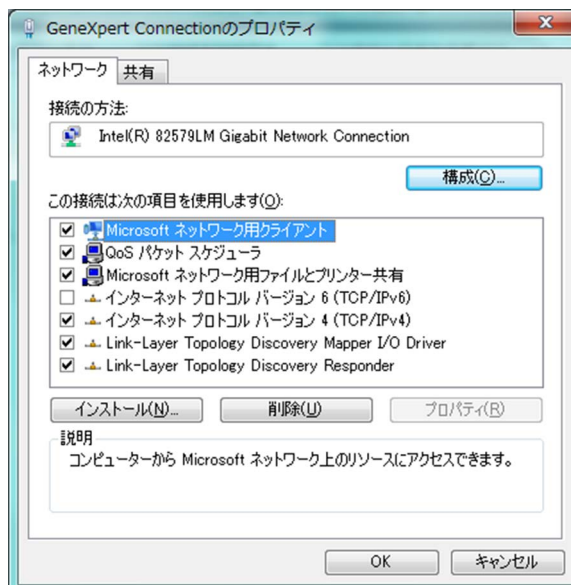 GeneXpert Connectionのプロパティ
ネットワーク 共有
接続の方法:
Intel(R) 82579LM Gigabit Network Connection
構成(C)...
この接続は次の項目を使用します(O):
Microsoft ネットワーク用クライアント
QoS パケット スケジューラ
Microsoft ネットワーク用ファイルとプリンター共有
インターネット プロトコル バージョン 6 (TCP/IPv6)
インターネット プロトコル バージョン 4 (TCP/IPv4)
Link-Layer Topology Discovery Mapper I/O Driver
Link-Layer Topology Discovery Responder
インストール(N)... 削除(U) プロパティ(R)
説明
コンピューターから Microsoft ネットワーク上のリソースにアクセスできます。
OK キャンセル